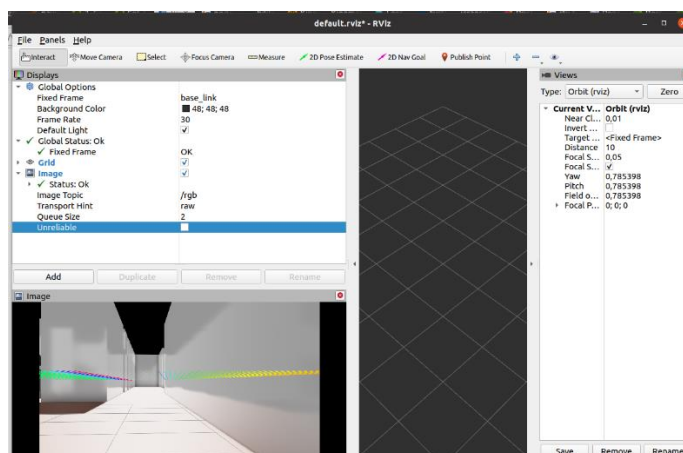 default.rviz* - RViz
File Panels Help
Interact Move Camera Select Focus Camera Measure 2D Pose Estimate 2D Nav Goal Publish Point
Displays
Global Options
Fixed Frame base_link
Background Color 48; 48; 48
Frame Rate 30
Default Light
Global Status: Ok
Fixed Frame OK
Grid
Image
Status: Ok
Image Topic /rgb
Transport Hint raw
Queue Size 2
Unreliable
Add Duplicate Remove Rename
Image
Views
Type: Orbit (rviz) Zero
Current V... Orbit (rviz)
Near Cl... 0,01
Invert ...
Target ... <Fixed Frame>
Distance 10
Focal S... 0,05
Focal S...
Yaw 0,785398
Pitch 0,785398
Field o... 0,785398
Focal P... 0; 0; 0
Save Remove Rename